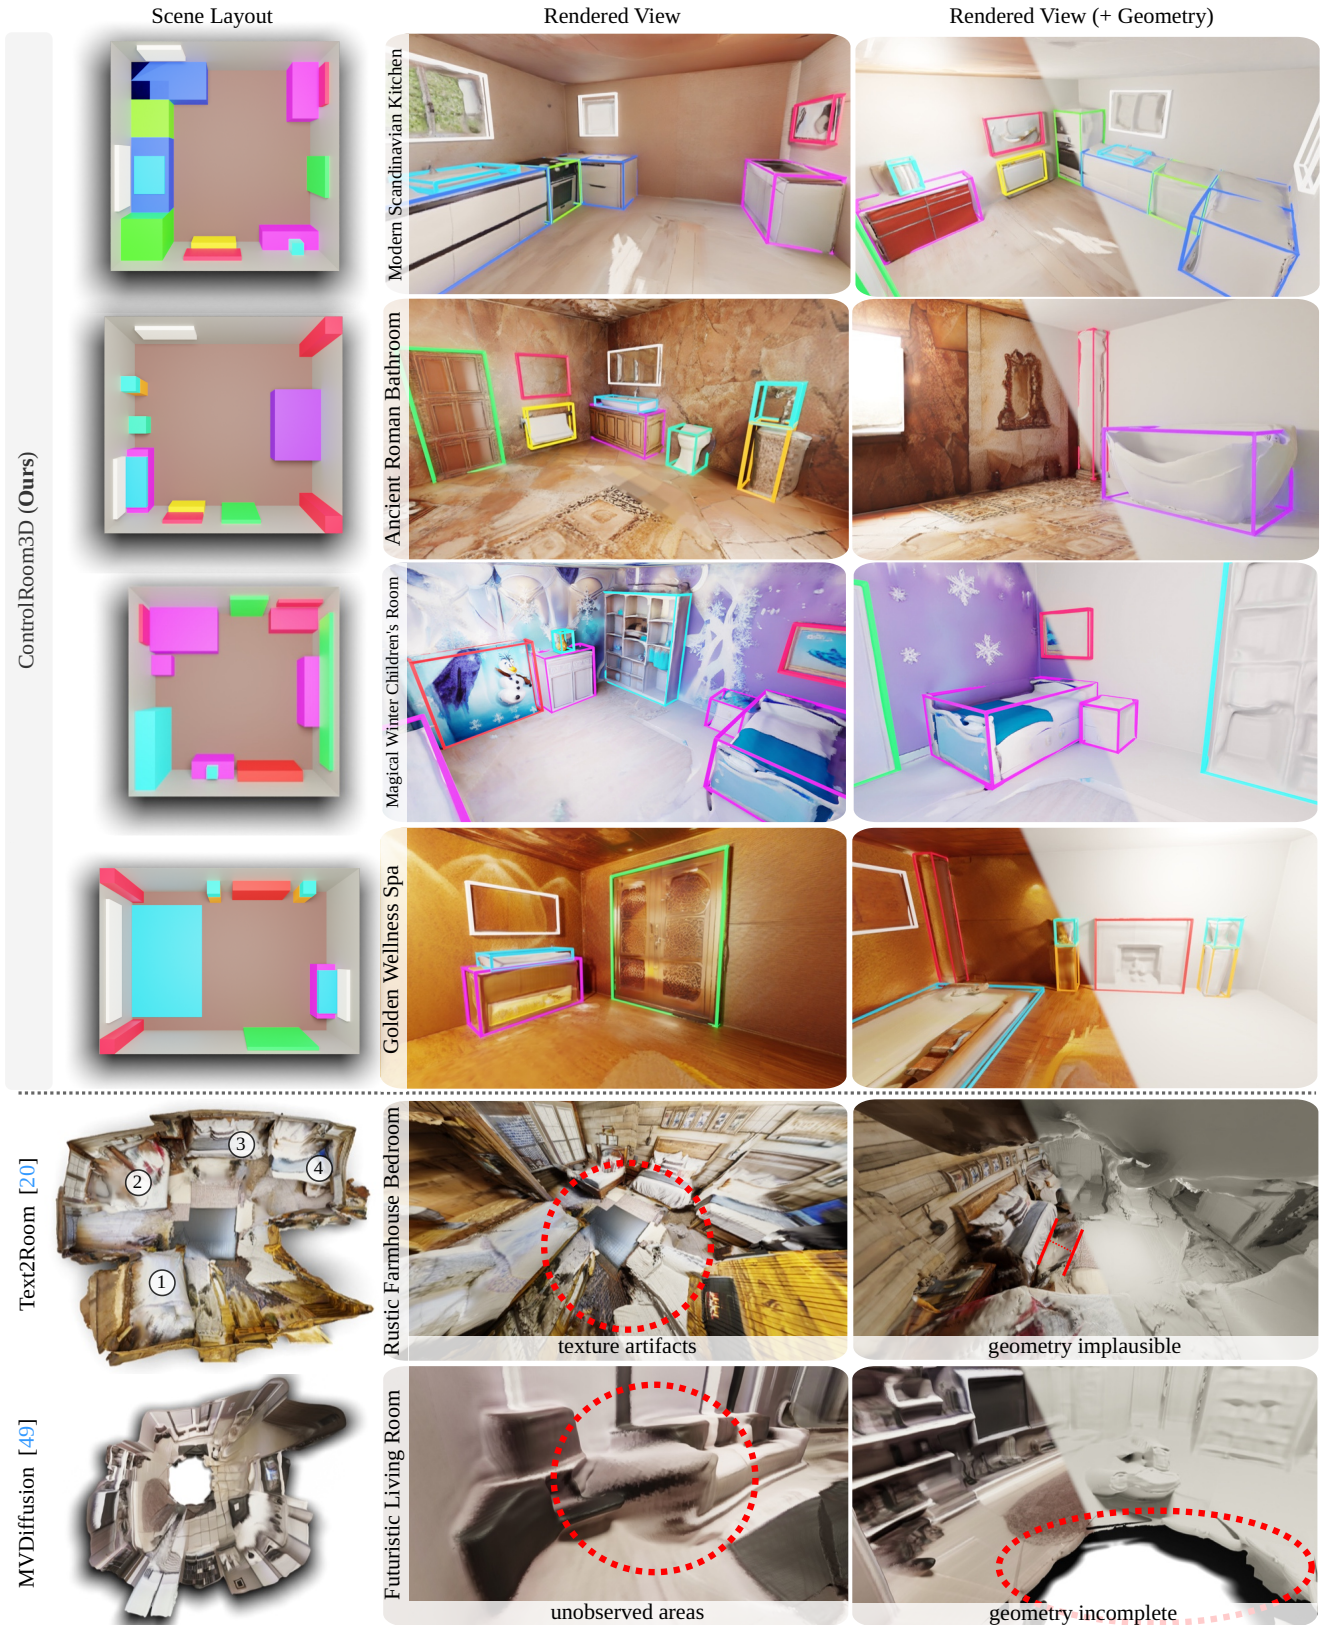 Scene Layout
Rendered View
Rendered View (+ Geometry)
ControlRoom3D (Ours)
Modern Scandinavian Kitchen
Ancient Roman Bathroom
Magical Winter Children's Room
Golden Wellness Spa
Text2Room [20]
1
2
3
4
Rustic Farmhouse Bedroom
texture artifacts
geometry implausible
MVDiffusion [49]
Futuristic Living Room
unobserved areas
geometry incomplete